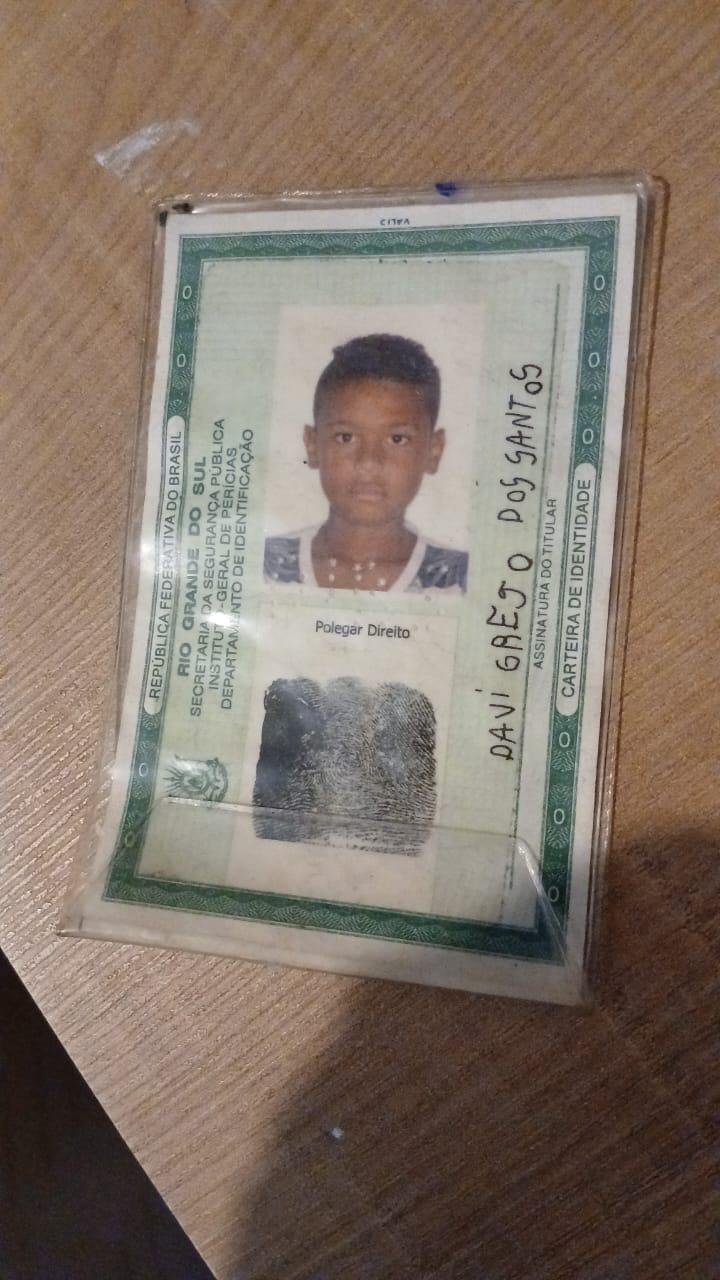 REPÚBLICA FEDERATIVA DO BRASIL
RIO GRANDE DO SUL
SECRETARIA DA SEGURANÇA PÚBLICA
INSTITUTO-GERAL DE PERÍCIAS
DEPARTAMENTO DE IDENTIFICAÇÃO
Polegar Direito
DAVI GREJO DOS SANTOS
ASSINATURA DO TITULAR
CARTEIRA DE IDENTIDADE